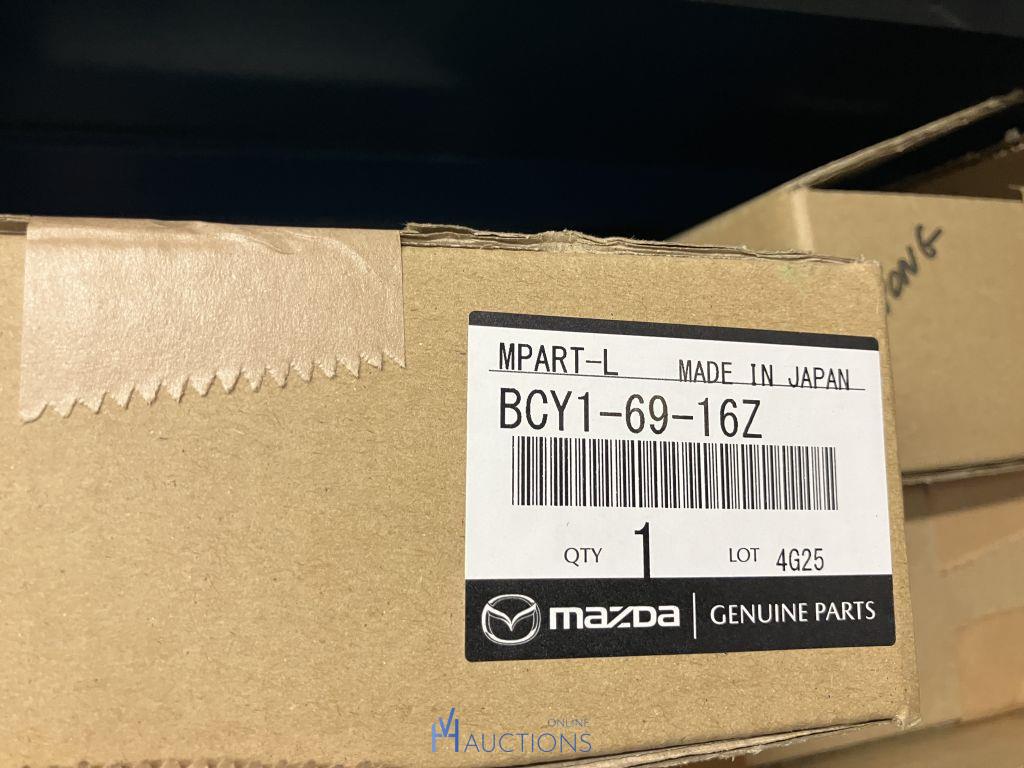 MPART-L MADE IN JAPAN
BCY1-69-16Z
QTY 1 LOT 4G25
mazda | GENUINE PARTS
ONLINE
AUCTIONS